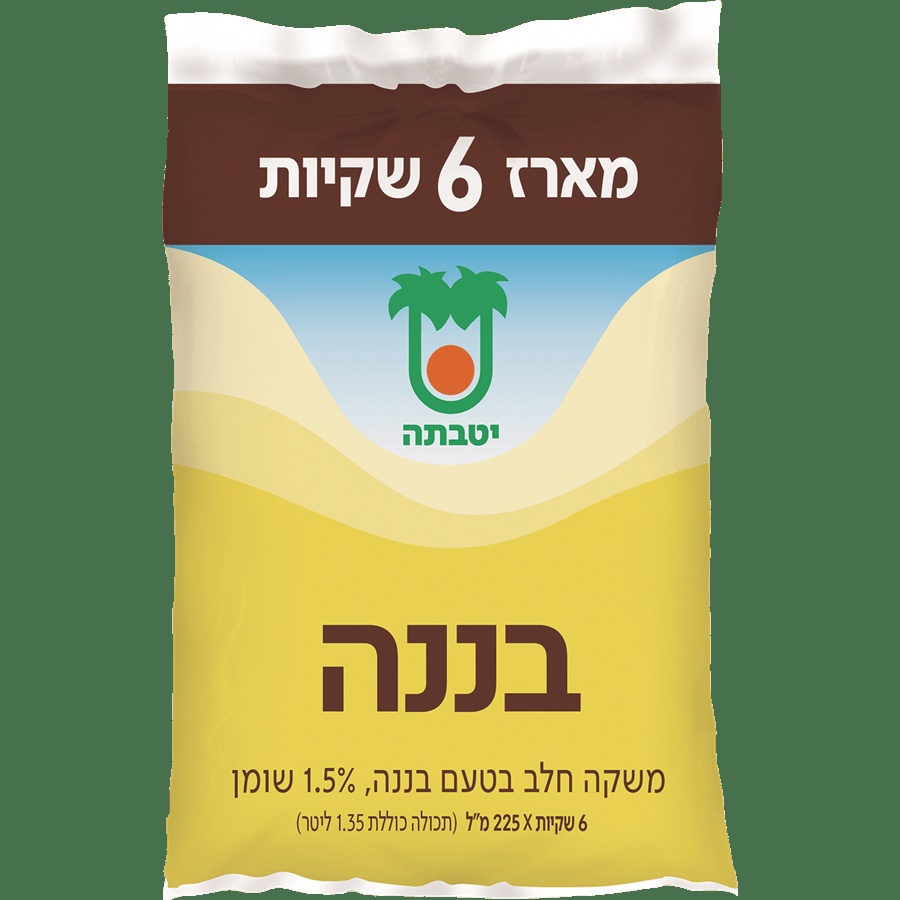 מארז 6 שקיות
יטבתה
בננה
משקה חלב בטעם בננה, 1.5% שומן
6 שקיות X 225 מ"ל (תכולה כוללת 1.35 ליטר)